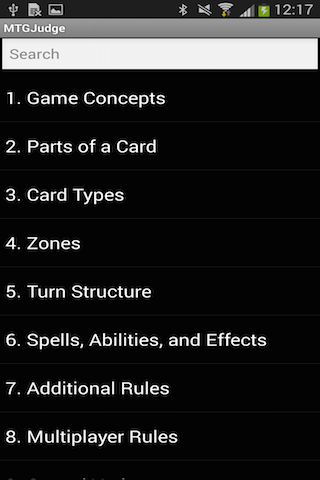 12:17
MTGJudge
Search
1. Game Concepts
2. Parts of a Card
3. Card Types
4. Zones
5. Turn Structure
6. Spells, Abilities, and Effects
7. Additional Rules
8. Multiplayer Rules